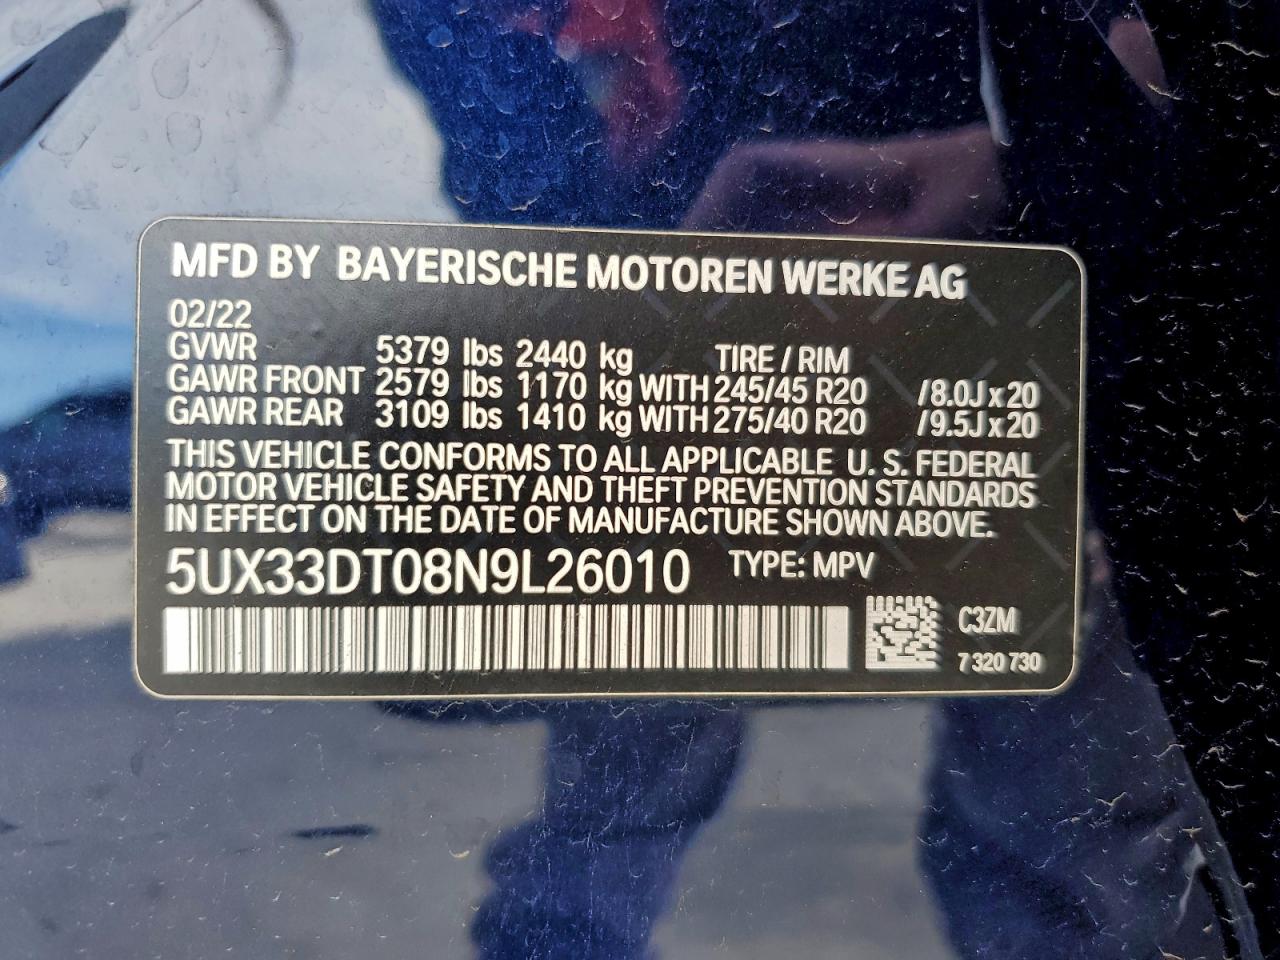 MFD BY BAYERISCHE MOTOREN WERKE AG
02/22
GVWR 5379 lbs 2440 kg TIRE / RIM
GAWR FRONT 2579 lbs 1170 kg WITH 245/45 R20 /8.0J x 20
GAWR REAR 3109 lbs 1410 kg WITH 275/40 R20 /9.5J x 20
THIS VEHICLE CONFORMS TO ALL APPLICABLE U. S. FEDERAL
MOTOR VEHICLE SAFETY AND THEFT PREVENTION STANDARDS
IN EFFECT ON THE DATE OF MANUFACTURE SHOWN ABOVE.
5UX33DT08N9L26010 TYPE: MPV
C3ZM
7 320 730